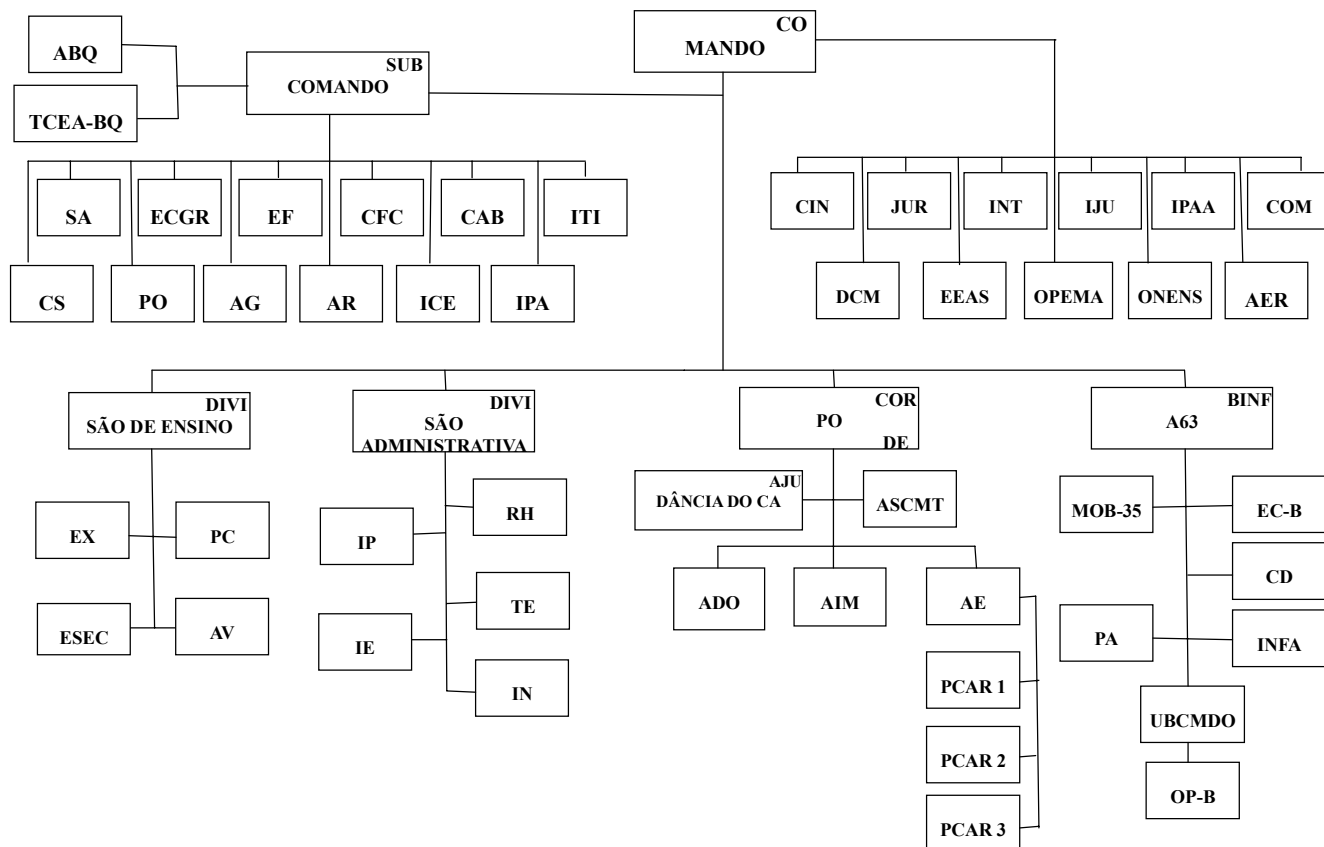 CO
MANDO
ABQ
SUB
COMANDO
TCEA-BQ
SA
ECGR
EF
CFC
CAB
ITI
CS
PO
AG
AR
ICE
IPA
CIN
JUR
INT
IJU
IPAA
COM
DCM
EEAS
OPEMA
ONENS
AER
DIVI
SÃO DE ENSINO
EX
PC
ESEC
AV
DIVI
SÃO
ADMINISTRATIVA
RH
IP
TE
IE
IN
COR
PO
DE
AJU
DÂNCIA DO CA
ASCMT
ADO
AIM
AE
PCAR 1
PCAR 2
PCAR 3
BINF
A63
MOB-35
EC-B
CD
PA
INFA
UBCMDO
OP-B